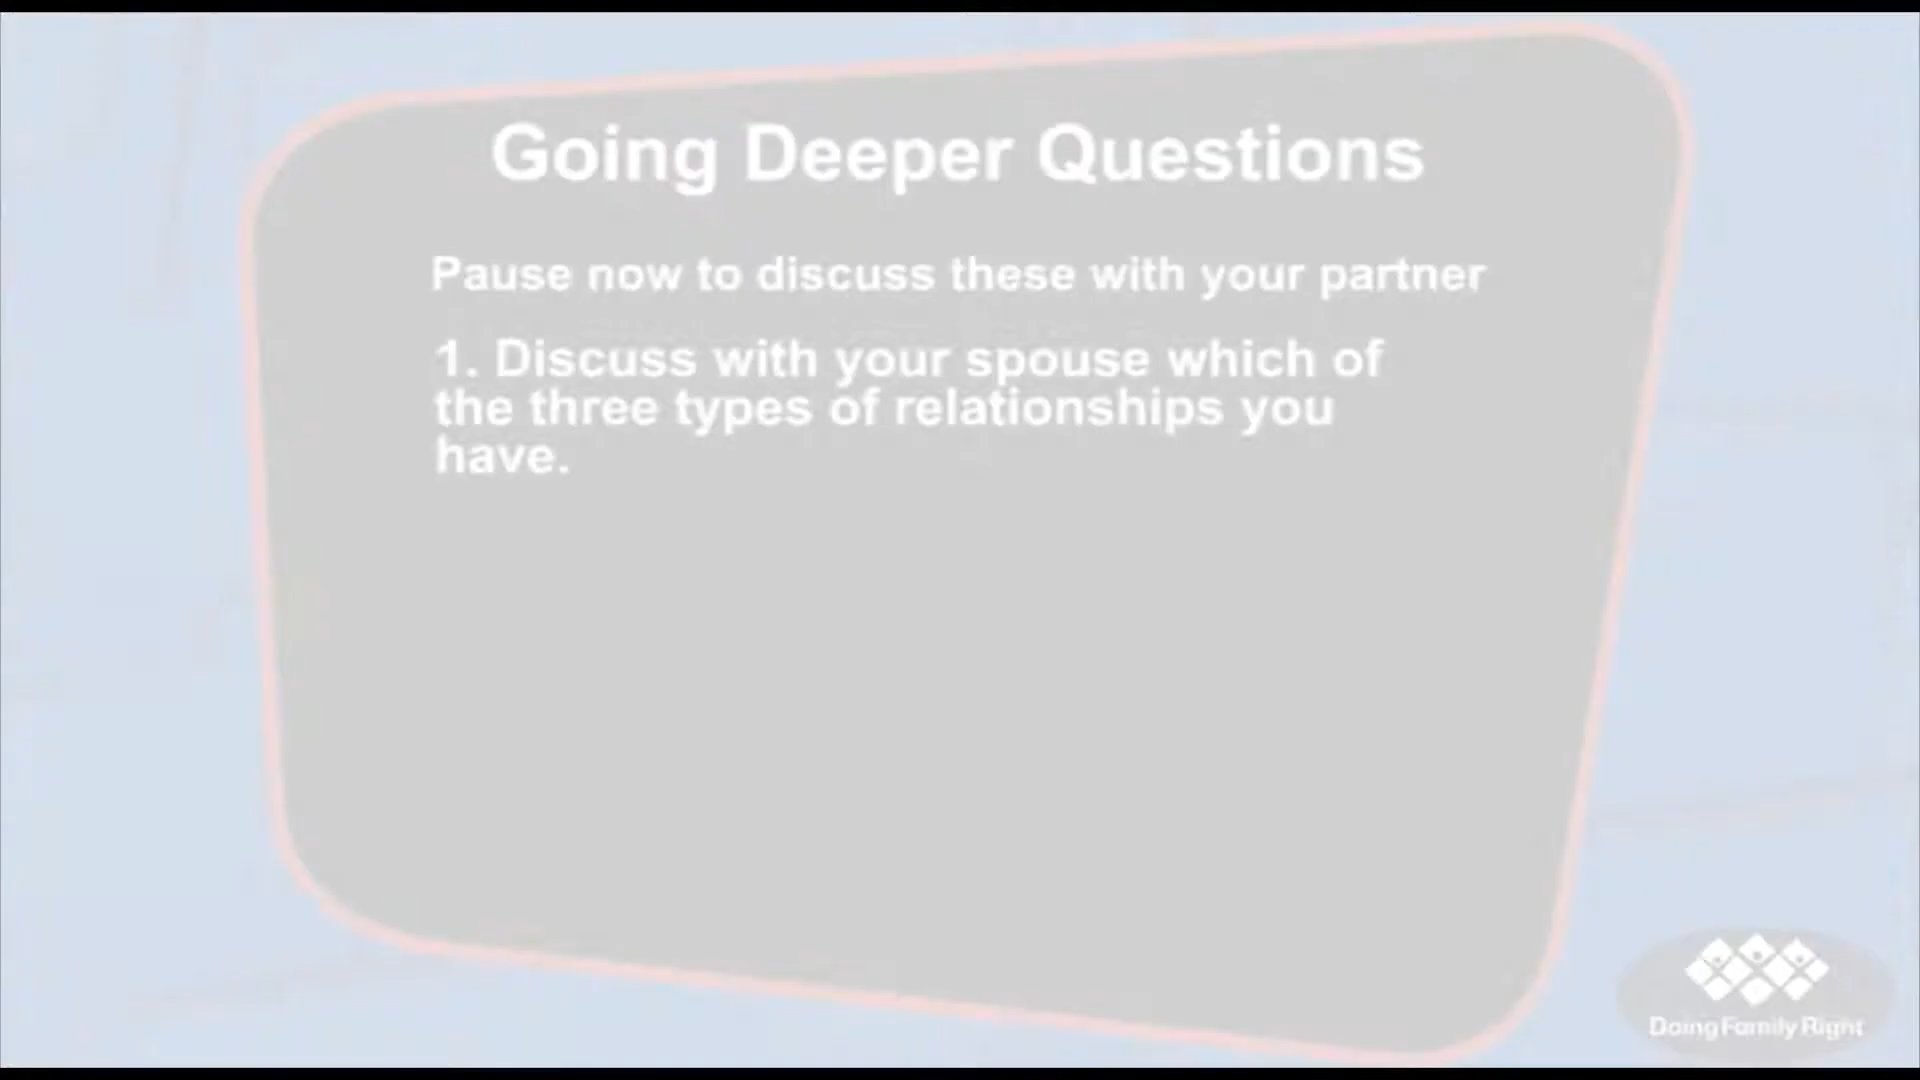 Going Deeper Questions
Pause now to discuss these with your partner
1. Discuss with your spouse which of
the three types of relationships you
have.
Doing Family Right